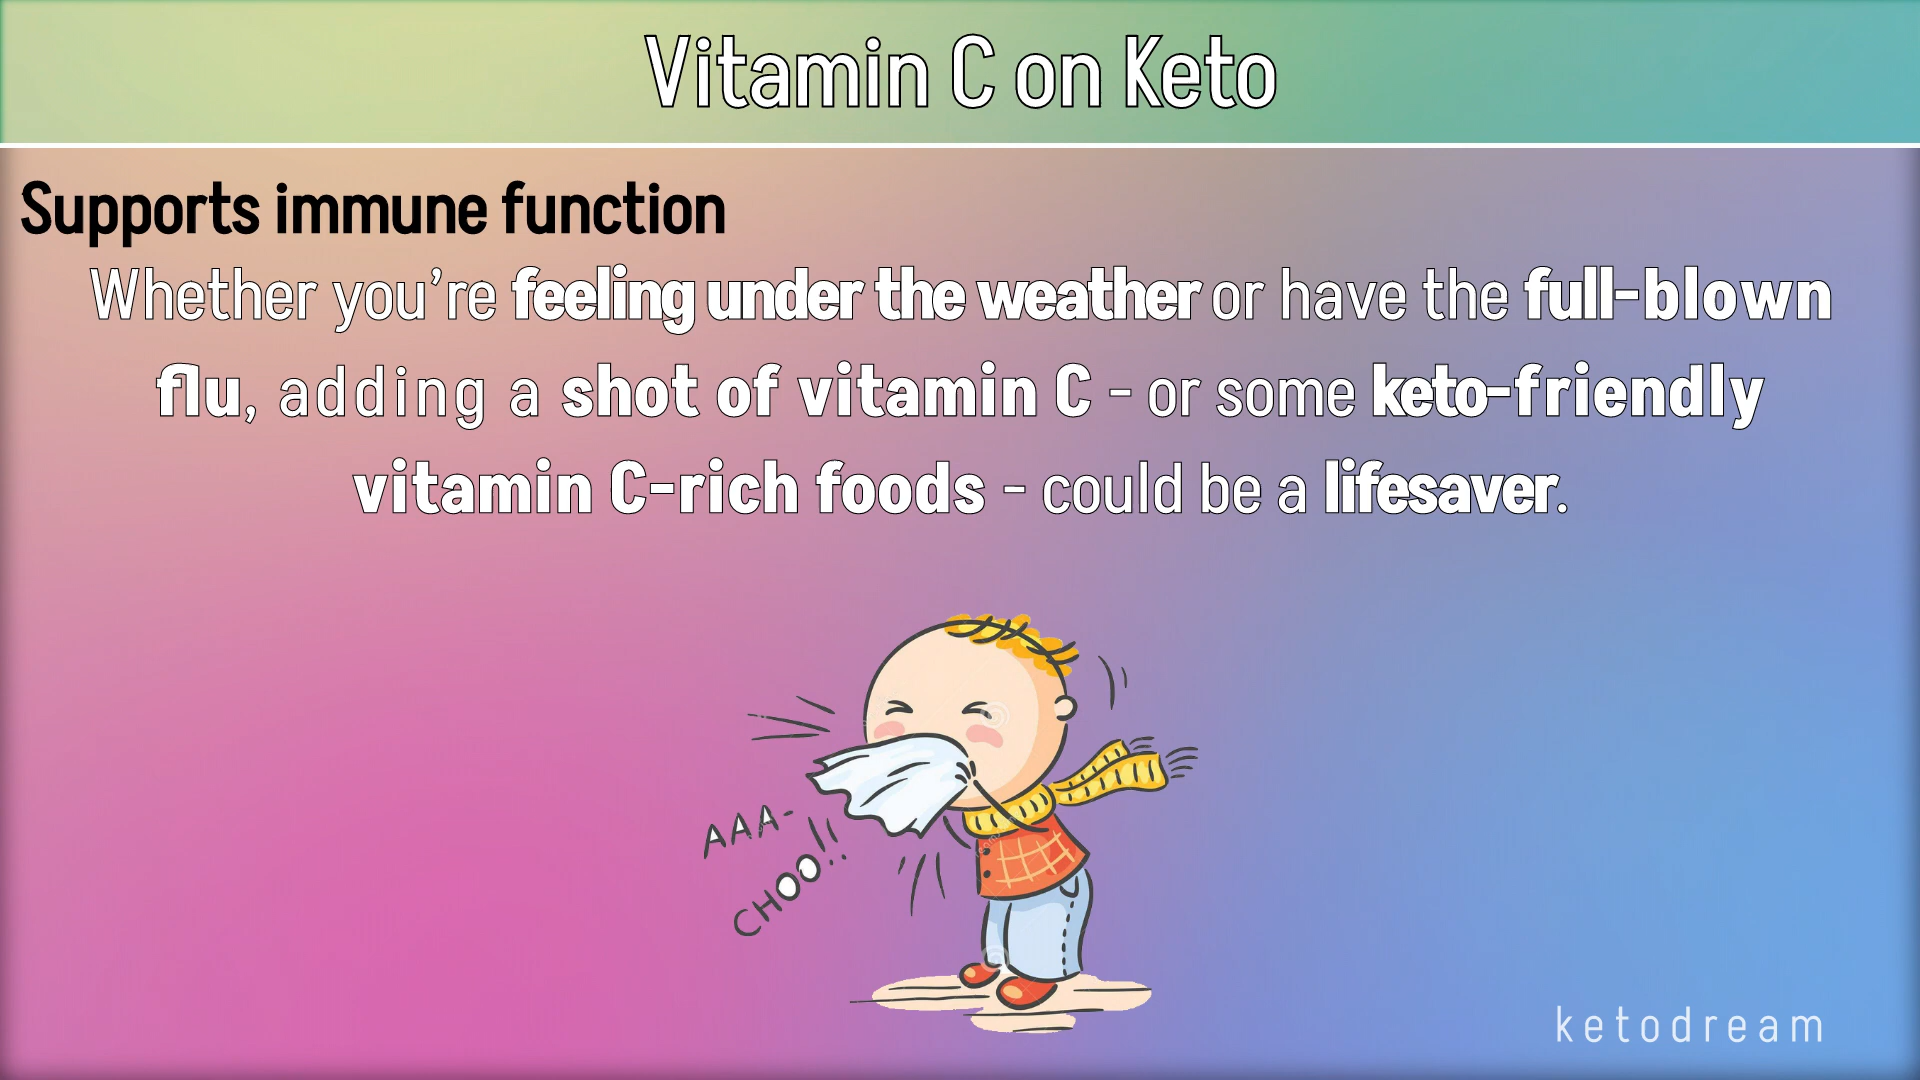 Vitamin C on Keto
Supports immune function
Whether you're feeling under the weather or have the full-blown
flu, adding a shot of vitamin C - or some keto-friendly
vitamin C-rich foods - could be a lifesaver.
AAA-
CHOO!!
ketodream